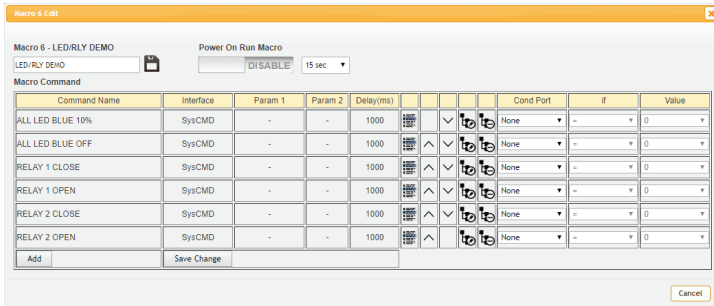 Macro 6 Edit
Macro 6 - LED/RLY DEMO Power On Run Macro
LED/RLY DEMO DISABLE 15 sec
Macro Command
Command Name Interface Param 1 Param 2 Delay(ms) Cond Port if Value
ALL LED BLUE 10% SysCMD - - 1000 None = 0
ALL LED BLUE OFF SysCMD - - 1000 None = 0
RELAY 1 CLOSE SysCMD - - 1000 None = 0
RELAY 1 OPEN SysCMD - - 1000 None = 0
RELAY 2 CLOSE SysCMD - - 1000 None = 0
RELAY 2 OPEN SysCMD - - 1000 None = 0
Add Save Change
Cancel